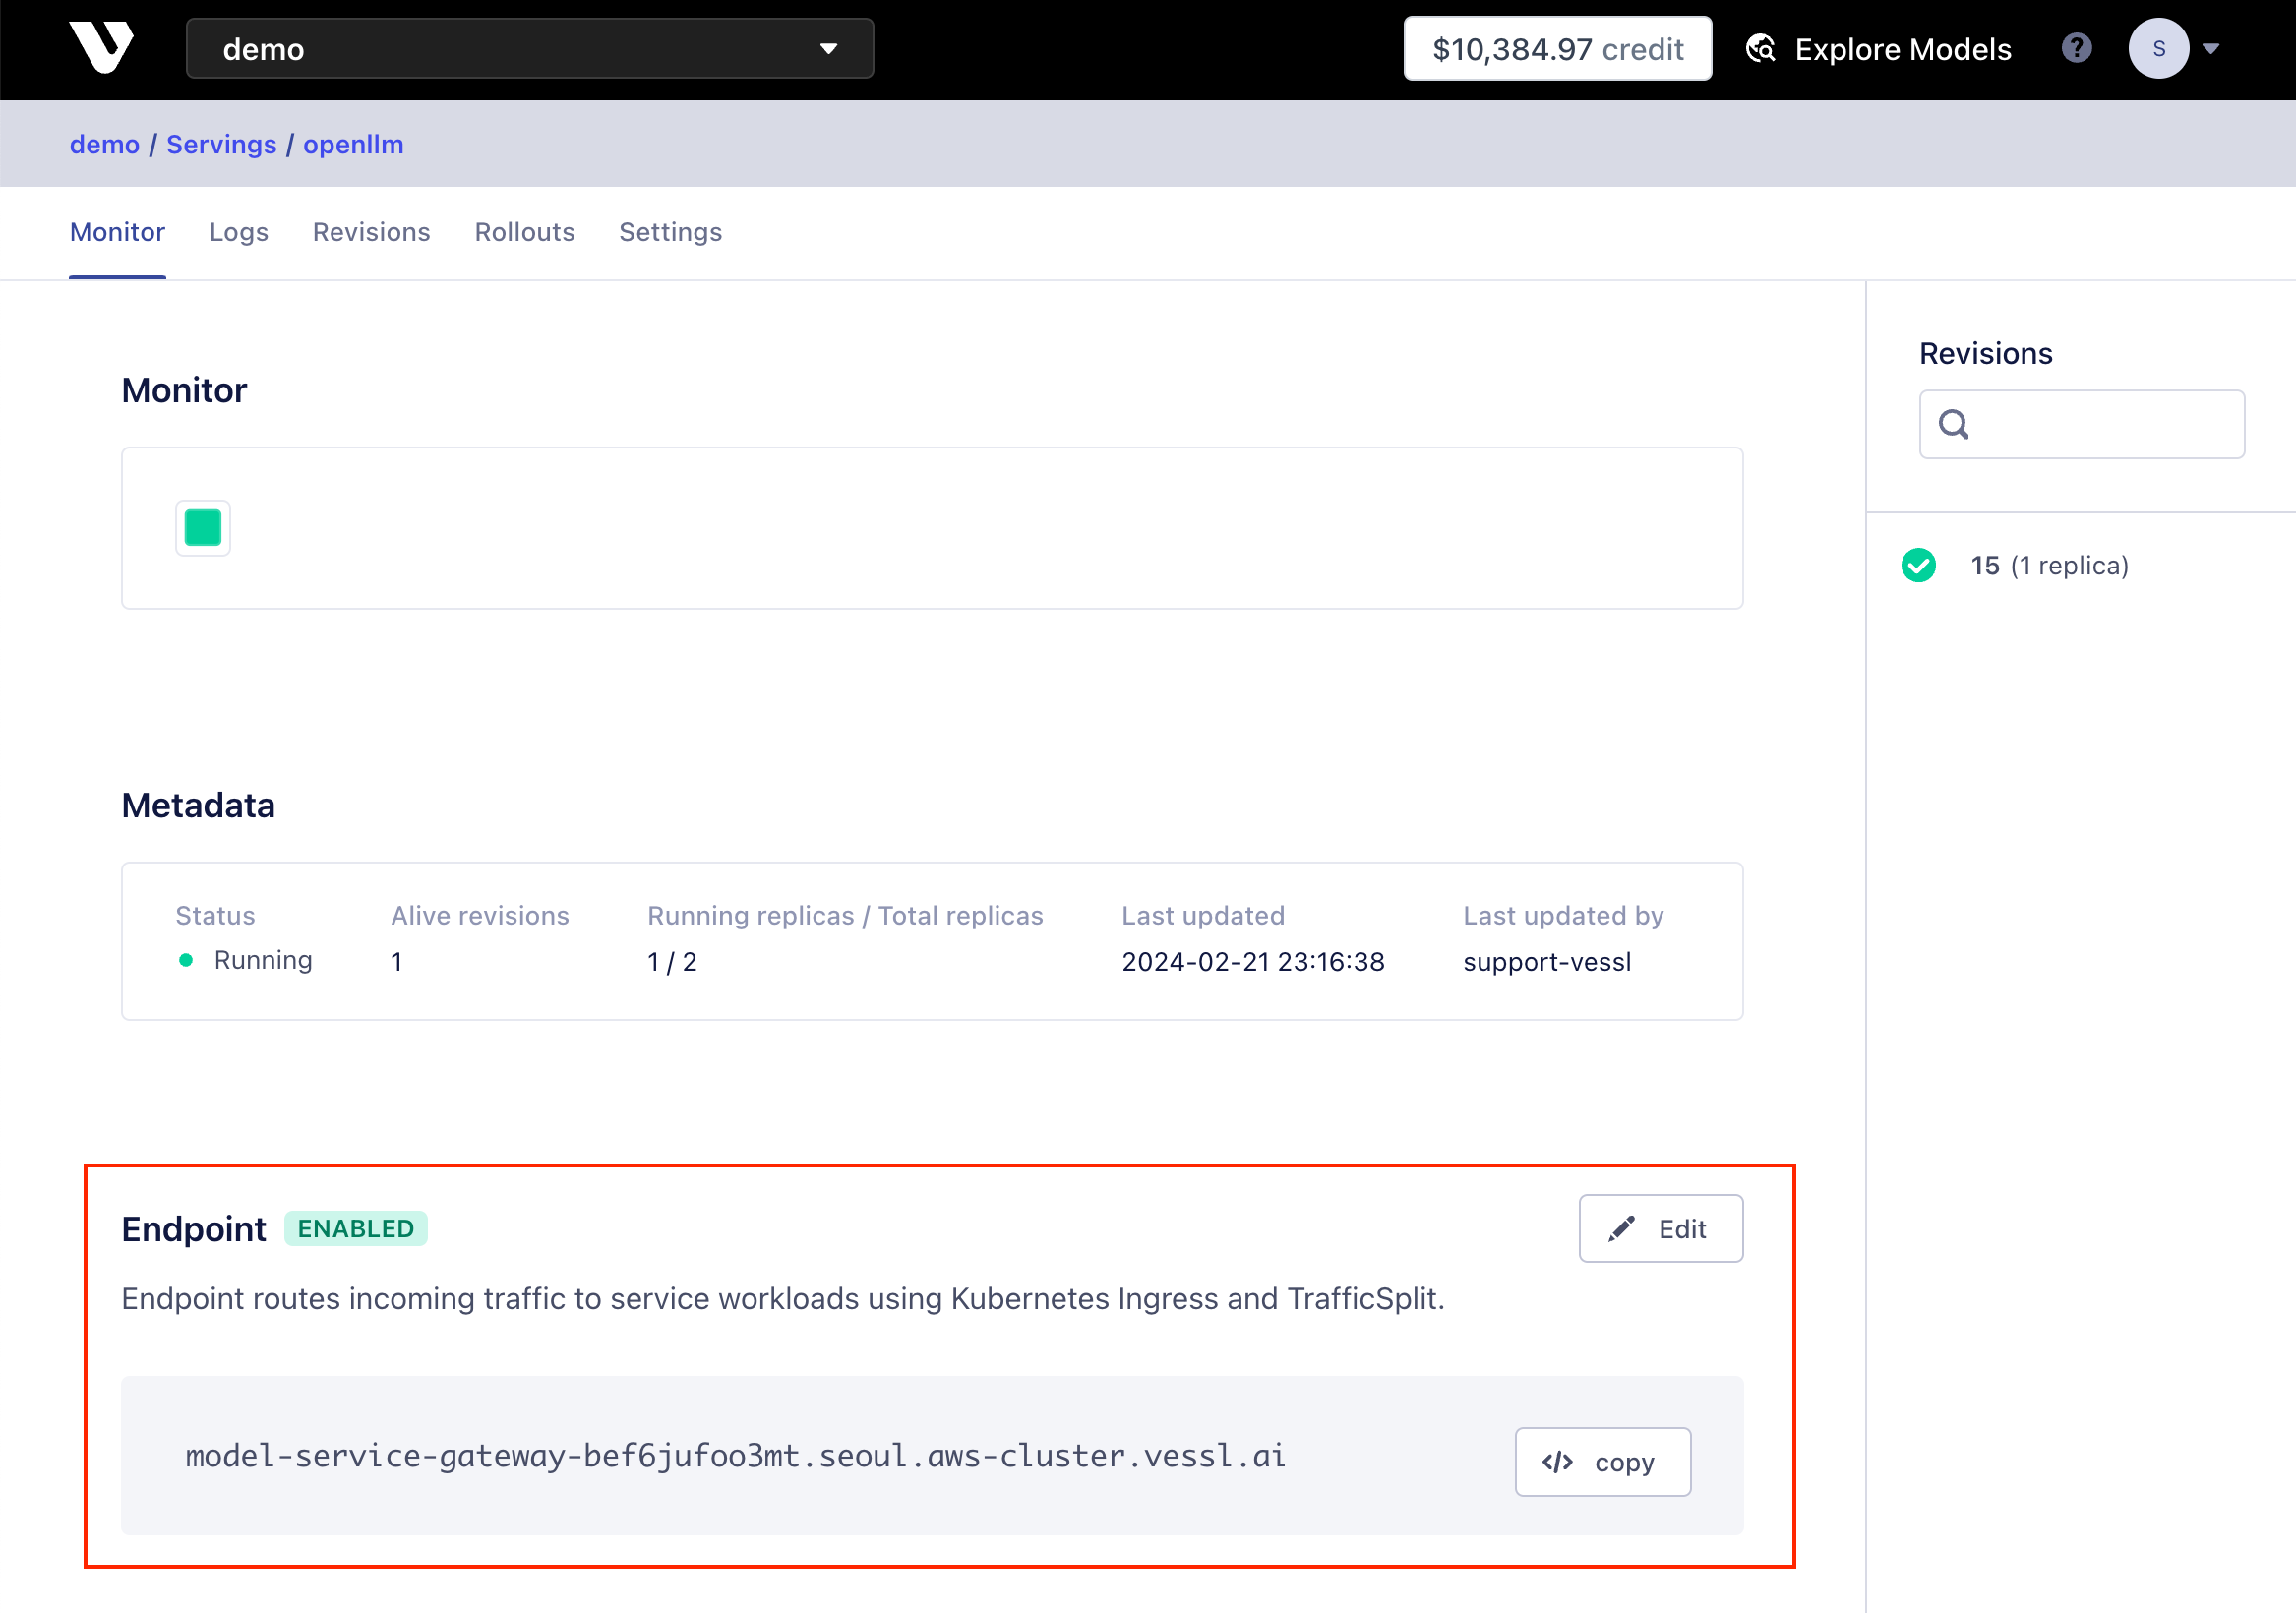 demo
$10,384.97 credit
Explore Models
?
S
demo / Servings / openllm
Monitor Logs Revisions Rollouts Settings
Monitor
Metadata
Status Alive revisions Running replicas / Total replicas Last updated Last updated by
Running 1 1 / 2 2024-02-21 23:16:38 support-vessl
Endpoint ENABLED
Edit
Endpoint routes incoming traffic to service workloads using Kubernetes Ingress and TrafficSplit.
model-service-gateway-bef6jufoo3mt.seoul.aws-cluster.vessl.ai
</> copy
Revisions
15 (1 replica)